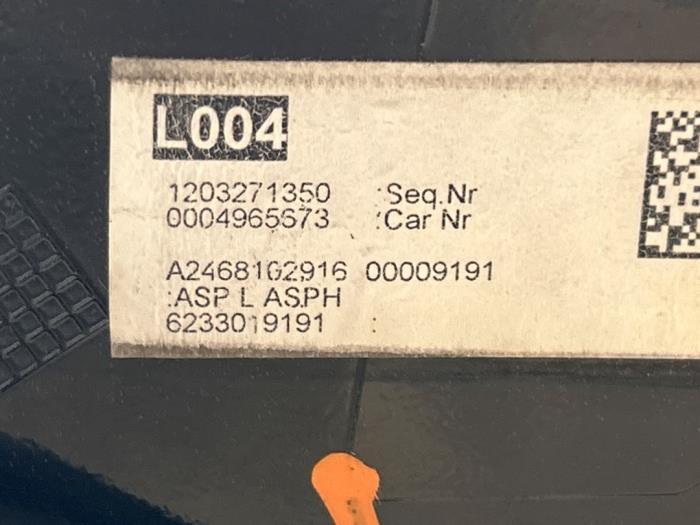 L004
1203271350 :Seq.Nr
0004965673 :Car Nr
A2468102916 00009191
:ASP L ASPH
6233019191 :